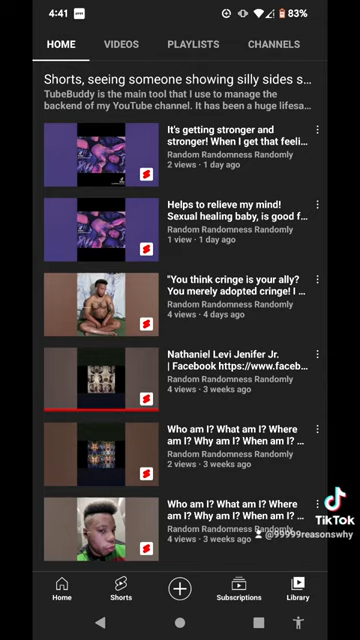 4:41
83%
HOME VIDEOS PLAYLISTS CHANNELS
Shorts, seeing someone showing silly sides s...
TubeBuddy is the main tool that I use to manage the
backend of my YouTube channel. It has been a huge lifesa...
It's getting stronger and
stronger! When I get that feeli...
Random Randomness Randomly
2 views · 1 day ago
Helps to relieve my mind!
Sexual healing baby, is good f...
Random Randomness Randomly
1 view · 1 day ago
"You think cringe is your ally?
You merely adopted cringe! I ...
Random Randomness Randomly
4 views · 4 days ago
Nathaniel Levi Jenifer Jr.
| Facebook https://www.faceb...
Random Randomness Randomly
4 views · 3 weeks ago
Who am I? What am I? Where
am I? Why am I? When am I? ...
Random Randomness Randomly
2 views · 3 weeks ago
Who am I? What am I? Where
am I? Why am I? When am I? ...
Random Randomness Randomly
4 views · 3 weeks ago
TikTok
@99999reasonswhy
Home Shorts Subscriptions Library